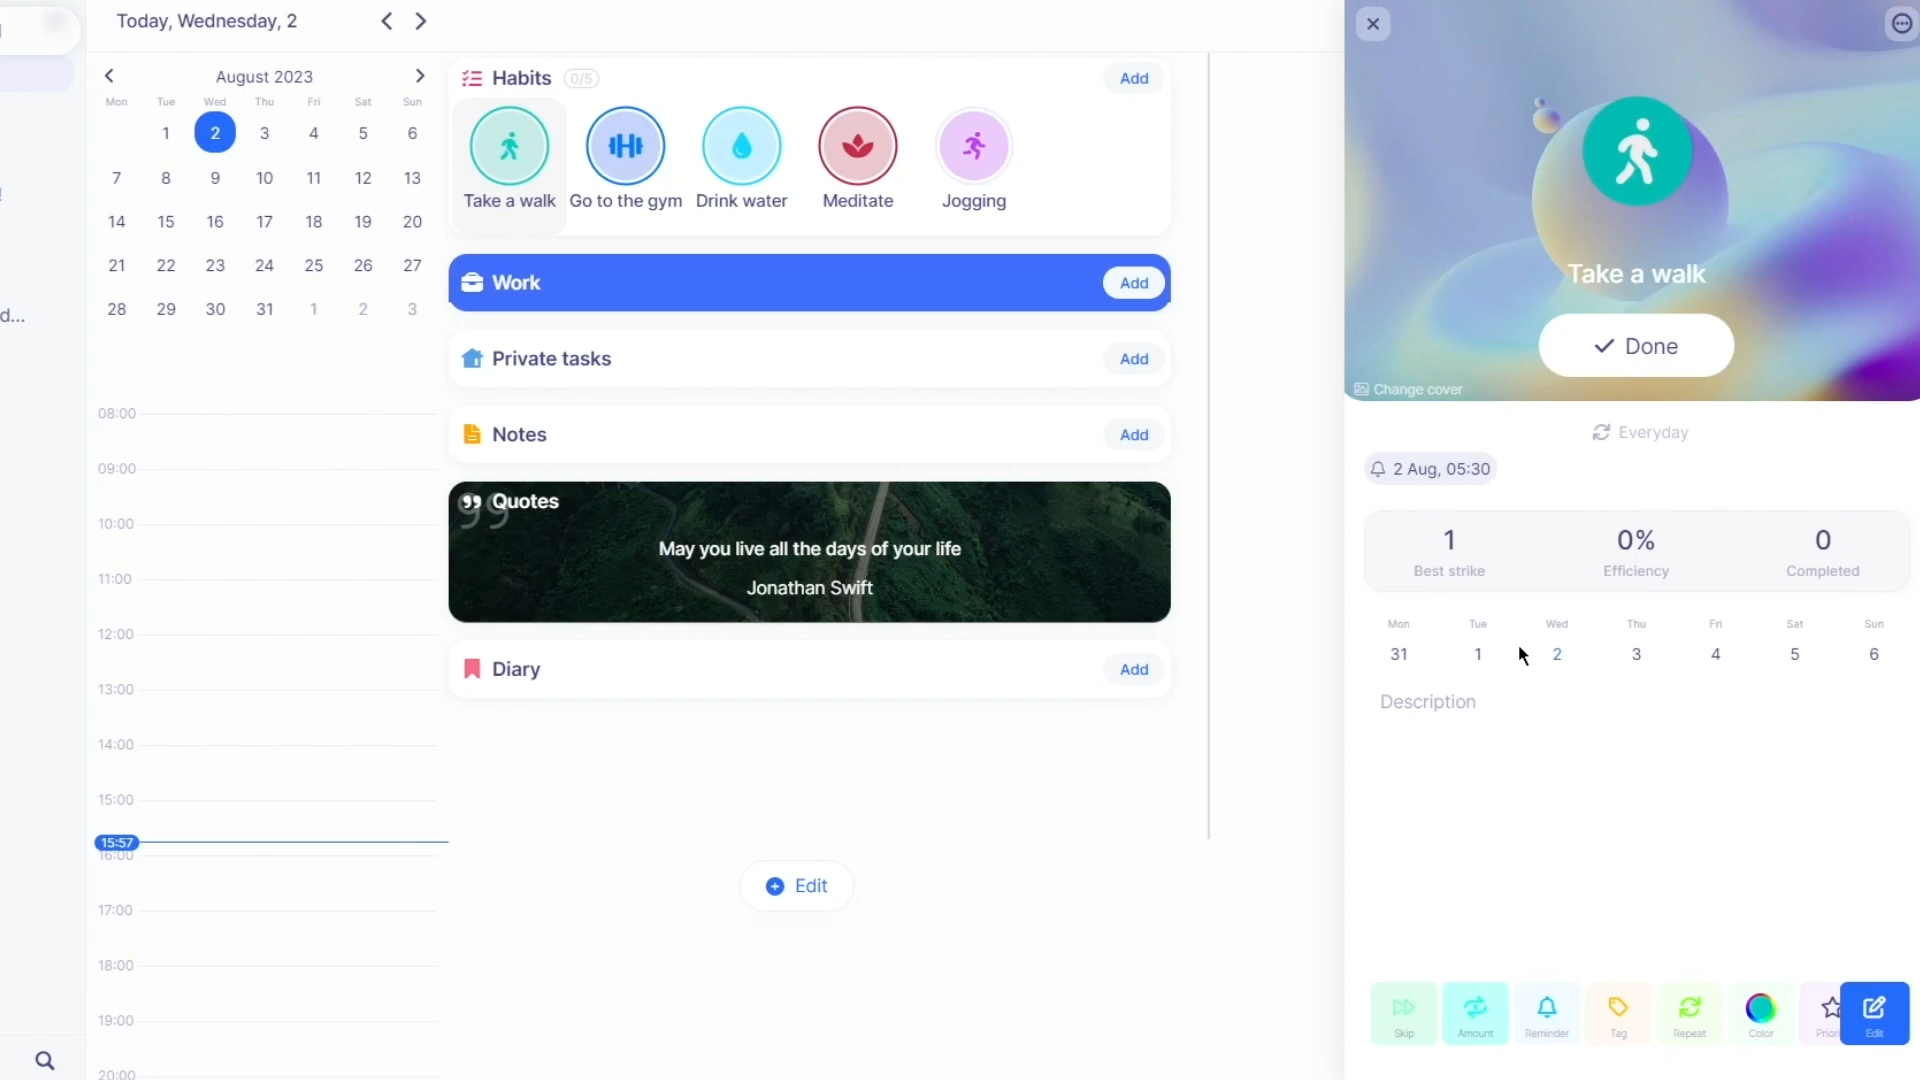 Today, Wednesday, 2
August 2023
Mon Tue Wed Thu Fri Sat Sun
1 2 3 4 5 6
7 8 9 10 11 12 13
14 15 16 17 18 19 20
21 22 23 24 25 26 27
28 29 30 31 1 2 3
d...
08:00
09:00
10:00
11:00
12:00
13:00
14:00
15:00
15:57
16:00
17:00
18:00
19:00
20:00
Habits 0/5 Add
Take a walk Go to the gym Drink water Meditate Jogging
Work Add
Private tasks Add
Notes Add
Quotes
May you live all the days of your life
Jonathan Swift
Diary Add
Edit
Take a walk
Done
Change cover
Everyday
2 Aug, 05:30
1 0% 0
Best strike Efficiency Completed
Mon Tue Wed Thu Fri Sat Sun
31 1 2 3 4 5 6
Description
Skip Amount Reminder Tag Repeat Color Prior Edit